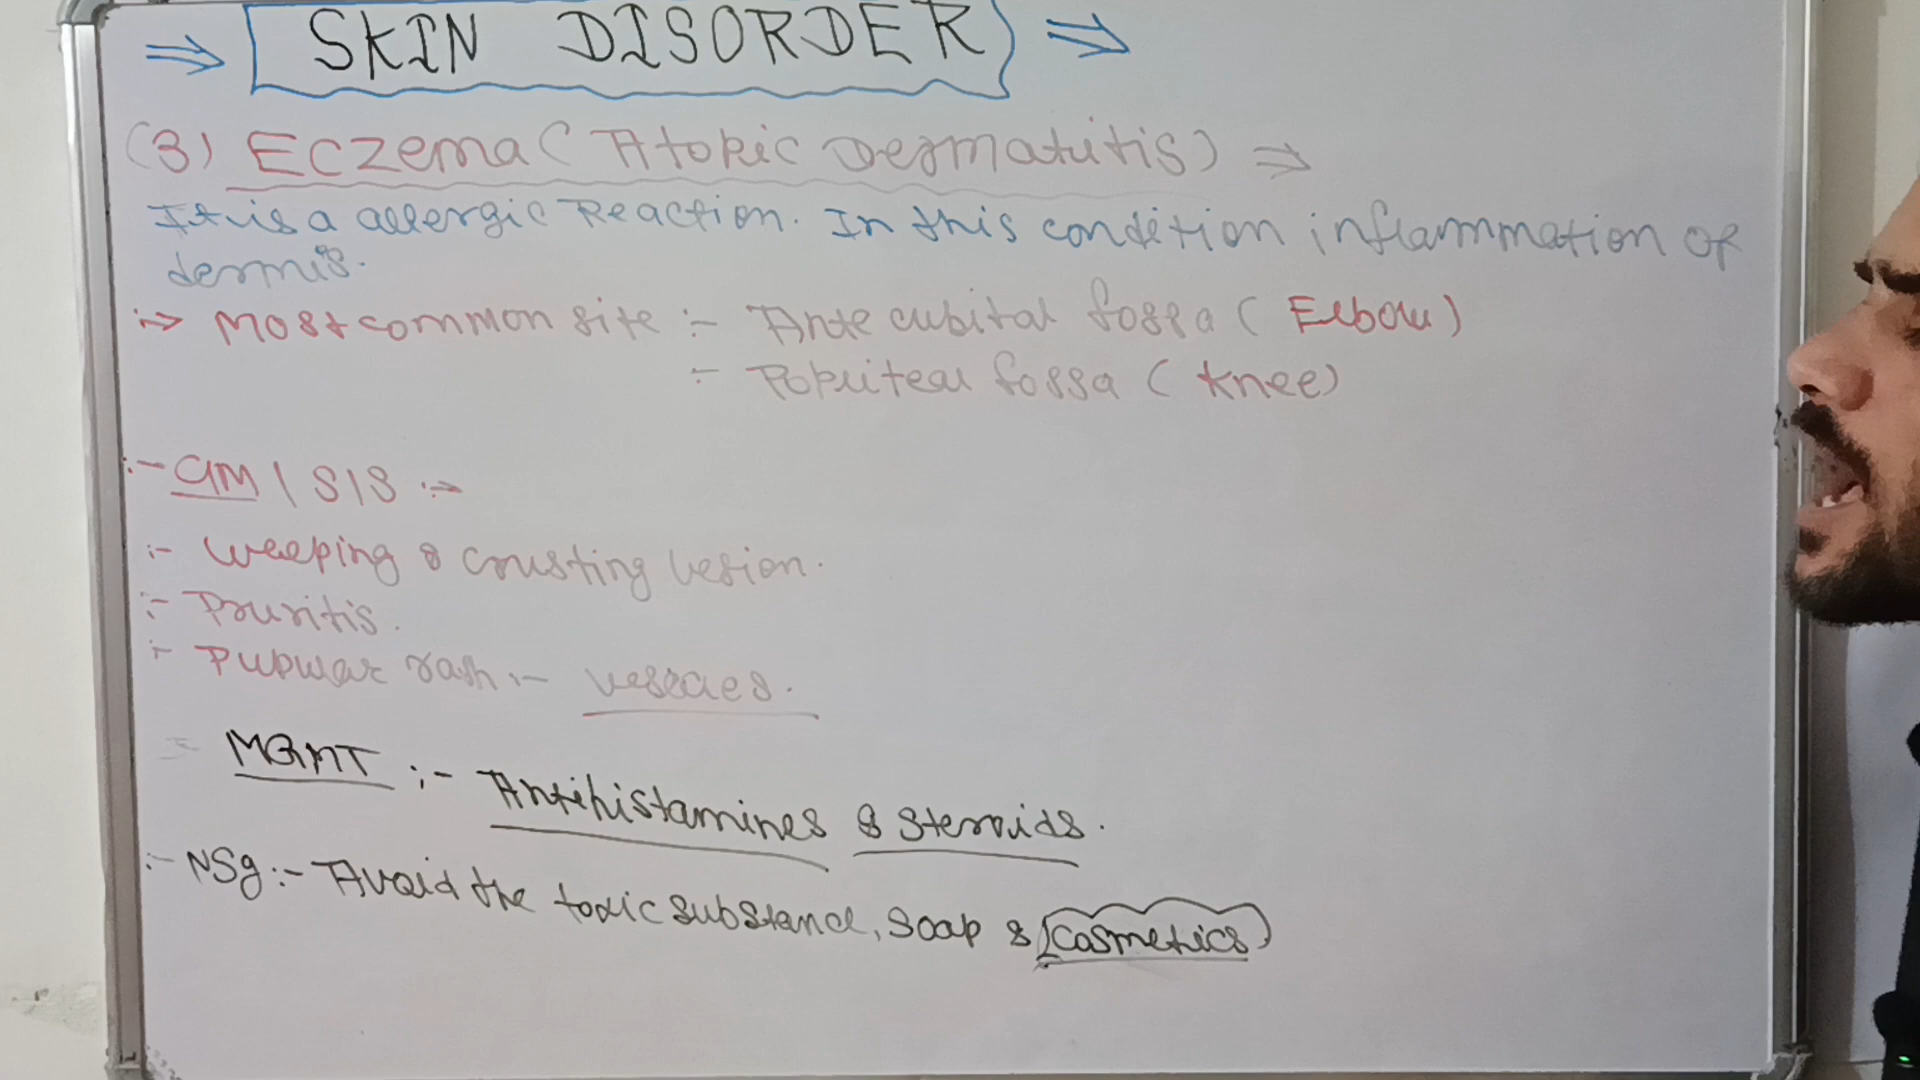 ⇒ SKIN DISORDER ⇒
(3) Eczema ( Atopic Dermatitis) ⇒
It is a allergic Reaction. In this condition inflammation of
dermis.
:-> Most common site :- Ante cubital fossa ( Elbow)
:- Popliteal fossa ( Knee)
:- CM | S/S :->
:- weeping & crusting lesion.
:- Pruritis.
:- Pupular rash :- vesicles.
= MGMT :- Antihistamines & steroids.
:- NSg :- Avoid the toxic substance, soap & (cosmetics)